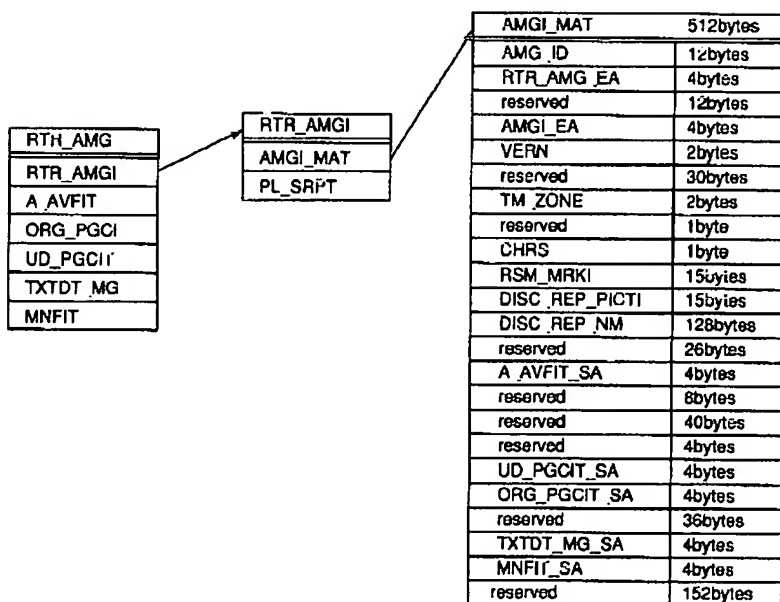 RTR_AMG
RTR_AMGI
A_AVFIT
ORG_PGCI
UD_PGCIT
TXTDT_MG
MNFIT
RTR_AMGI
AMGI_MAT
PL_SRPT
AMGI_MAT 512bytes
AMG_ID 12bytes
RTR_AMG_EA 4bytes
reserved 12bytes
AMGI_EA 4bytes
VERN 2bytes
reserved 30bytes
TM_ZONE 2bytes
reserved 1byte
CHRS 1byte
RSM_MRKI 15bytes
DISC_REP_PICTI 15bytes
DISC_REP_NM 128bytes
reserved 26bytes
A_AVFIT_SA 4bytes
reserved 8bytes
reserved 40bytes
reserved 4bytes
UD_PGCIT_SA 4bytes
ORG_PGCIT_SA 4bytes
reserved 36bytes
TXTDT_MG_SA 4bytes
MNFIT_SA 4bytes
reserved 152bytes